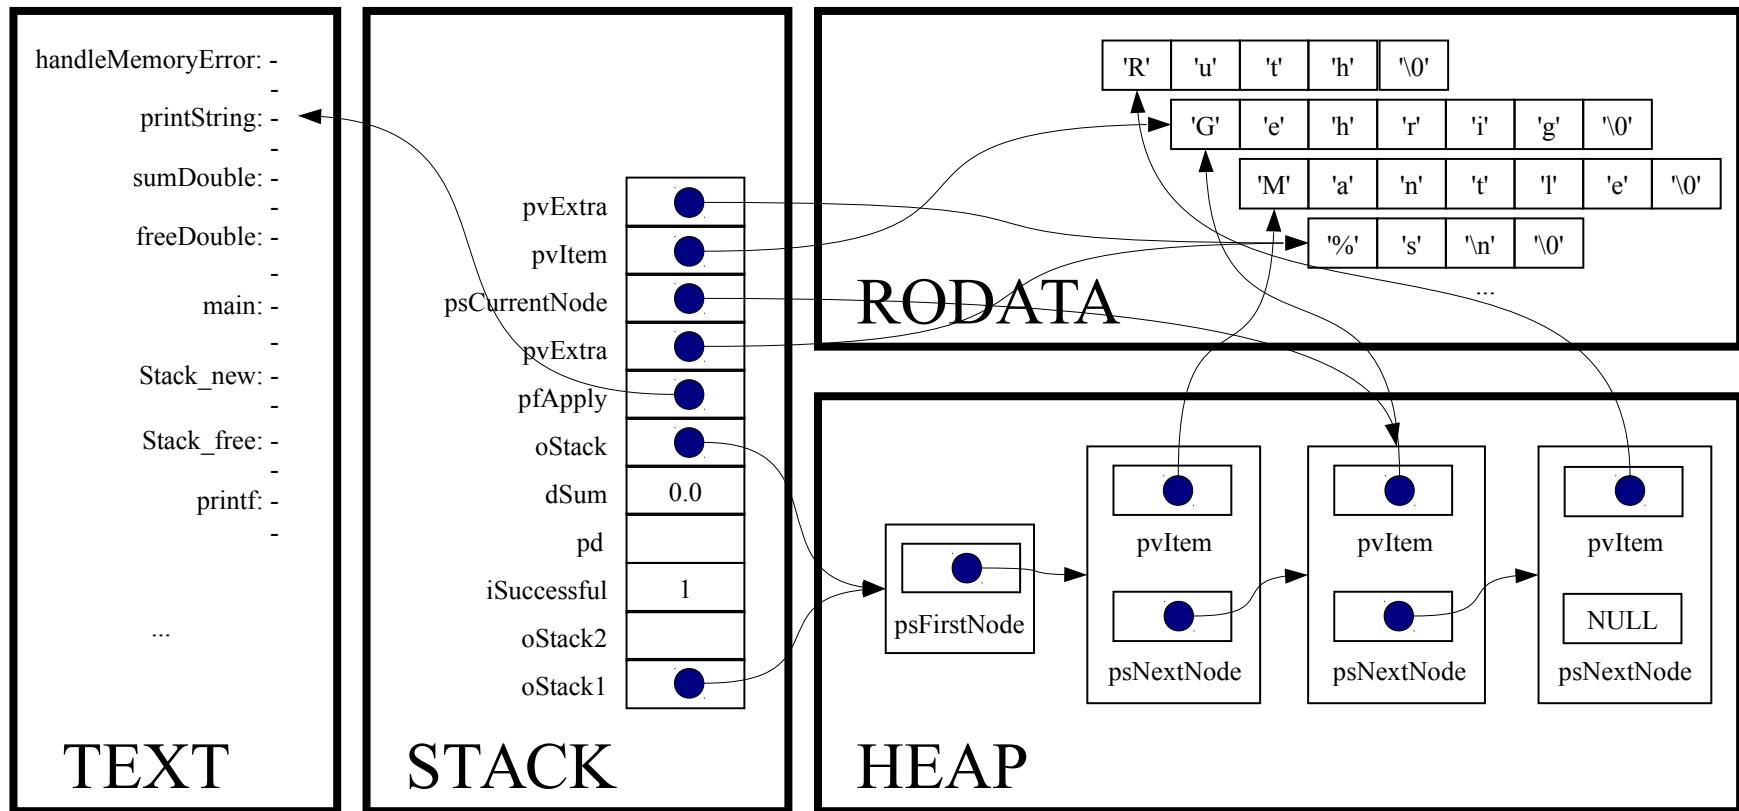 handleMemoryError: -
-
printString: -
-
sumDouble: -
-
freeDouble: -
-
main: -
-
Stack_new: -
-
Stack_free: -
-
printf: -
-
...
TEXT
pvExtra
pvItem
psCurrentNode
pvExtra
pfApply
oStack
dSum 0.0
pd
iSuccessful 1
oStack2
oStack1
STACK
'R' 'u' 't' 'h' '\0'
'G' 'e' 'h' 'r' 'i' 'g' '\0'
'M' 'a' 'n' 't' 'l' 'e' '\0'
'%' 's' '\n' '\0'
...
RODATA
psFirstNode
pvItem
psNextNode
pvItem
psNextNode
pvItem
NULL
psNextNode
HEAP